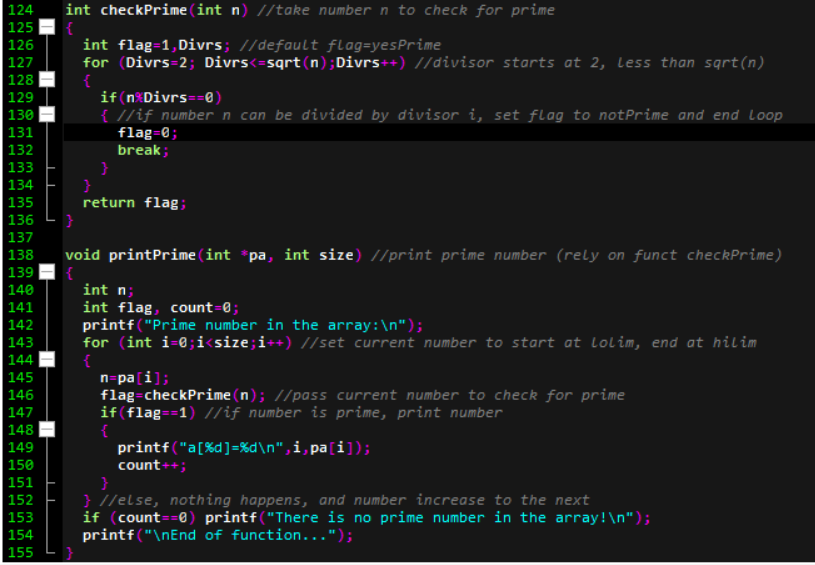 124 int checkPrime(int n) //take number n to check for prime
125 {
126 int flag=1,Divrs; //default flag=yesPrime
127 for (Divrs=2; Divrs<=sqrt(n);Divrs++) //divisor starts at 2, less than sqrt(n)
128 {
129 if(n%Divrs==0)
130 { //if number n can be divided by divisor i, set flag to notPrime and end loop
131 flag=0;
132 break;
133 }
134 }
135 return flag;
136 }
137
138 void printPrime(int *pa, int size) //print prime number (rely on funct checkPrime)
139 {
140 int n;
141 int flag, count=0;
142 printf("Prime number in the array:\n");
143 for (int i=0;i<size;i++) //set current number to start at lolim, end at hilim
144 {
145 n=pa[i];
146 flag=checkPrime(n); //pass current number to check for prime
147 if(flag==1) //if number is prime, print number
148 {
149 printf("a[%d]=%d\n",i,pa[i]);
150 count++;
151 }
152 } //else, nothing happens, and number increase to the next
153 if (count==0) printf("There is no prime number in the array!\n");
154 printf("\nEnd of function...");
155 }